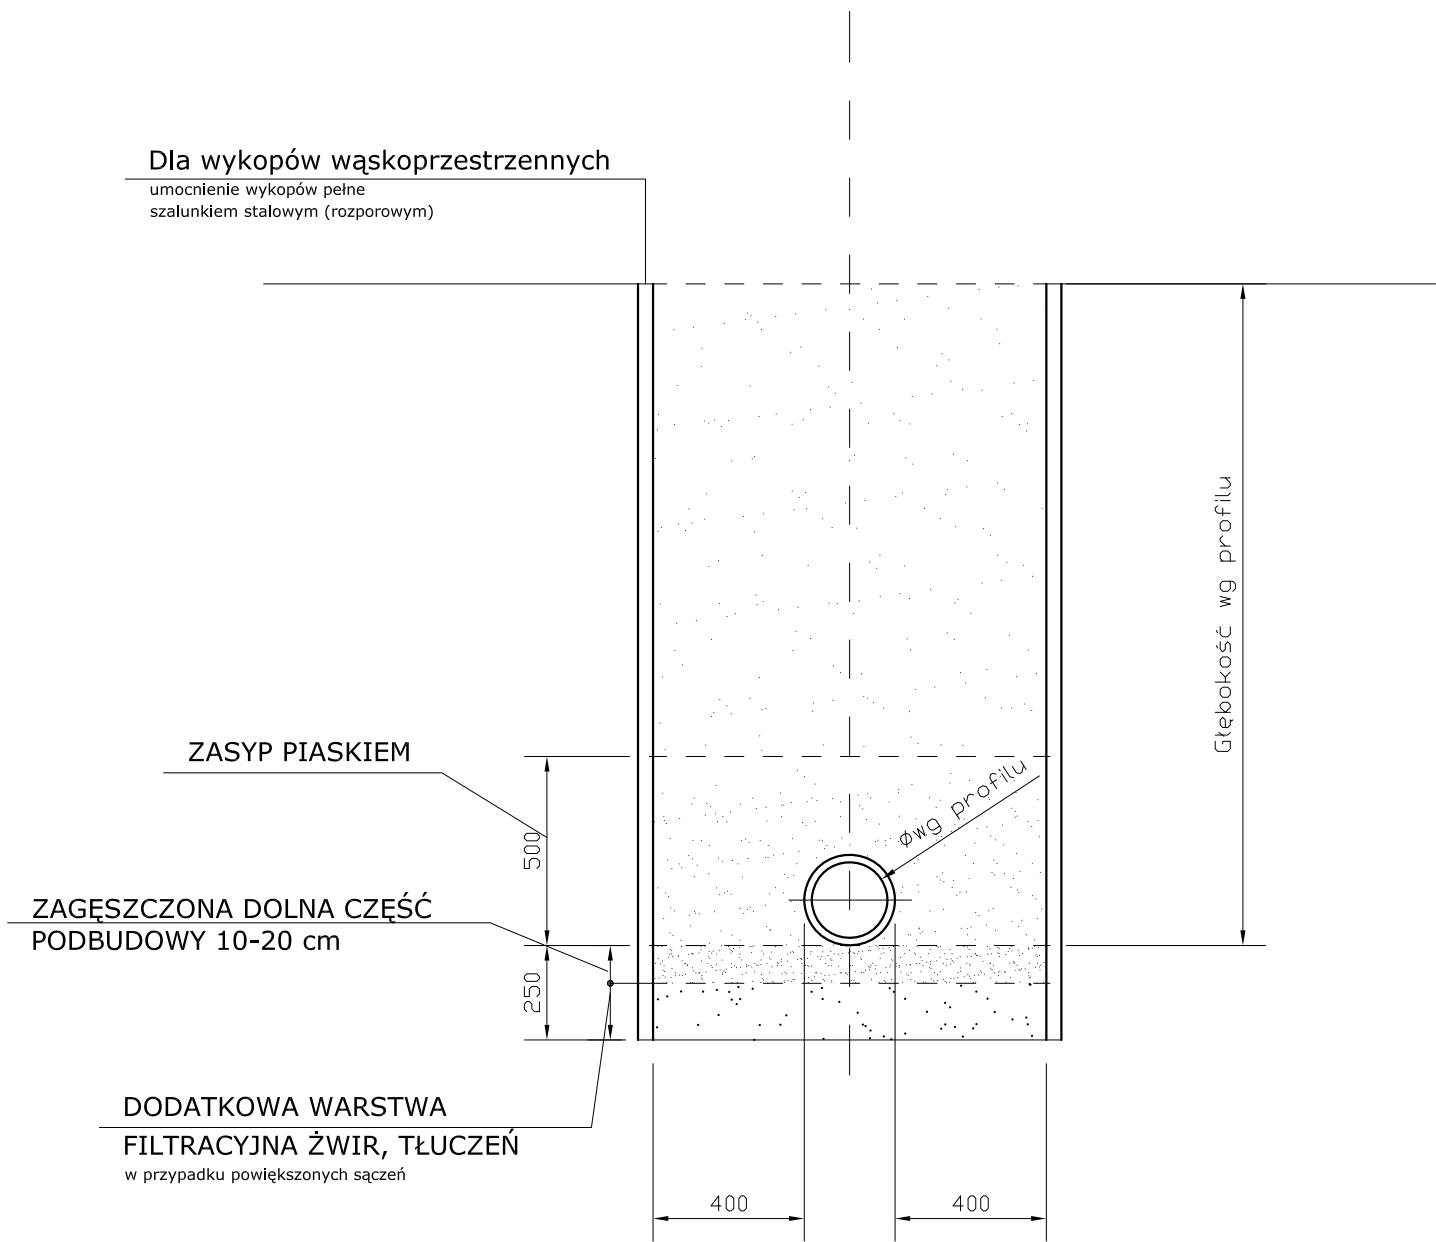 Dla wykopów wąskoprzestrzennych
umocnienie wykopów pełne
szalunkiem stalowym (rozporowym)
Głębokość wg profilu
ZASYP PIASKIEM
øwg profilu
500
ZAGĘSZCZONA DOLNA CZĘŚĆ
PODBUDOWY 10-20 cm
250
DODATKOWA WARSTWA
FILTRACYJNA ŻWIR, TŁUCZEŃ
w przypadku powiększonych sączeń
400
400